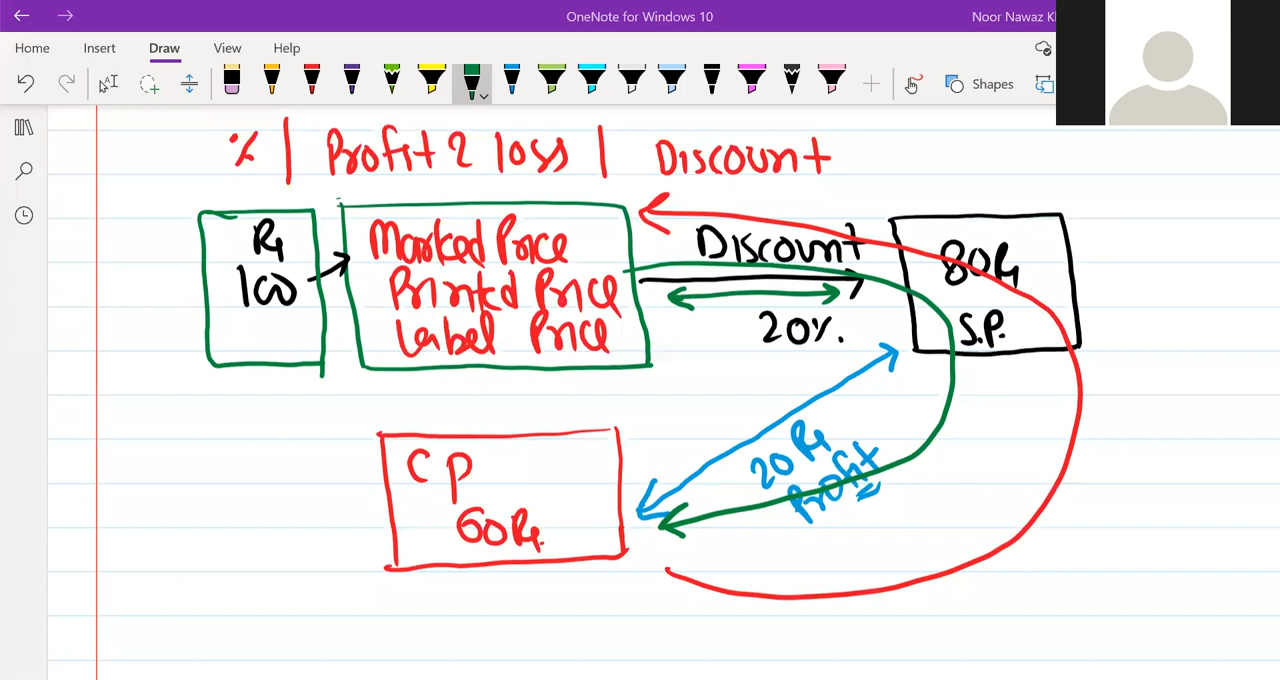 OneNote for Windows 10
Noor Nawaz Kh
Home Insert Draw View Help
Shapes
% | Profit & loss | Discount
Rs 100
Marked Price
Printed Price
Label Price
Discount
20%.
80Rs
S.P.
20 Rs
Profit
C P
60Rs.